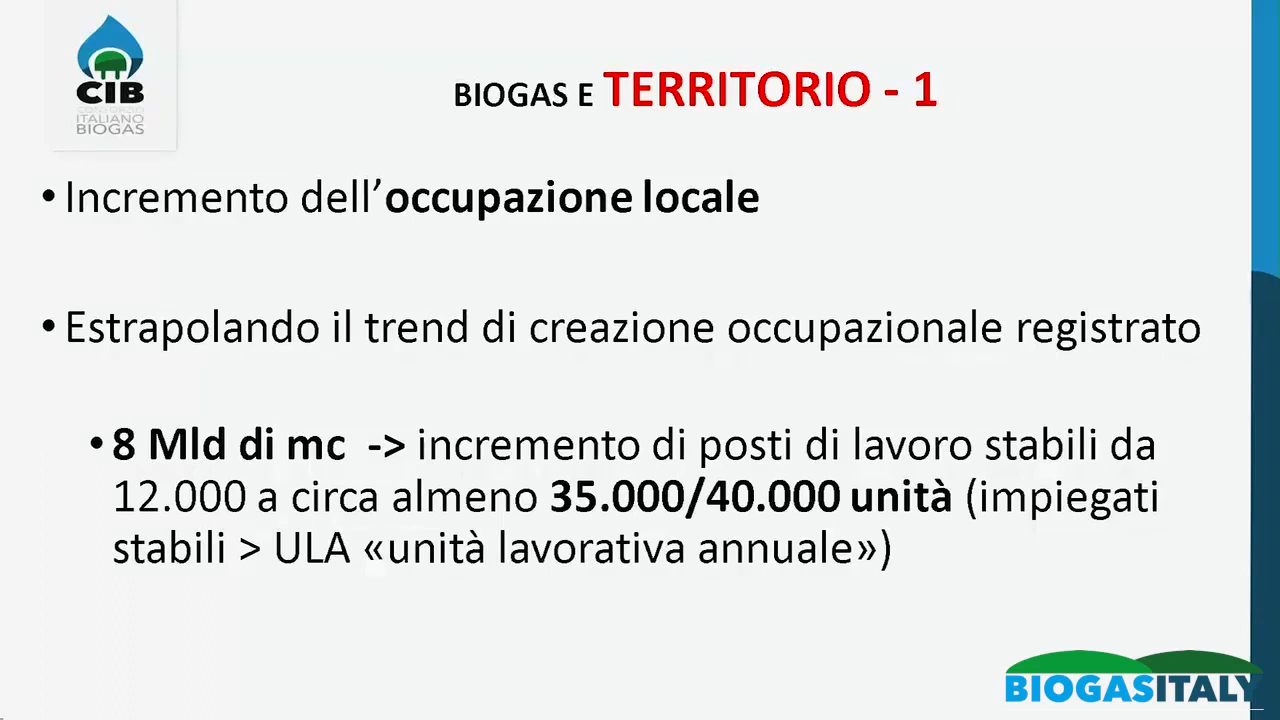 CIB
CONSORZIO
ITALIANO
BIOGAS
BIOGAS E TERRITORIO - 1
• Incremento dell’occupazione locale
• Estrapolando il trend di creazione occupazionale registrato
• 8 Mld di mc -> incremento di posti di lavoro stabili da
12.000 a circa almeno 35.000/40.000 unità (impiegati
stabili > ULA «unità lavorativa annuale»)
BIOGASITALY